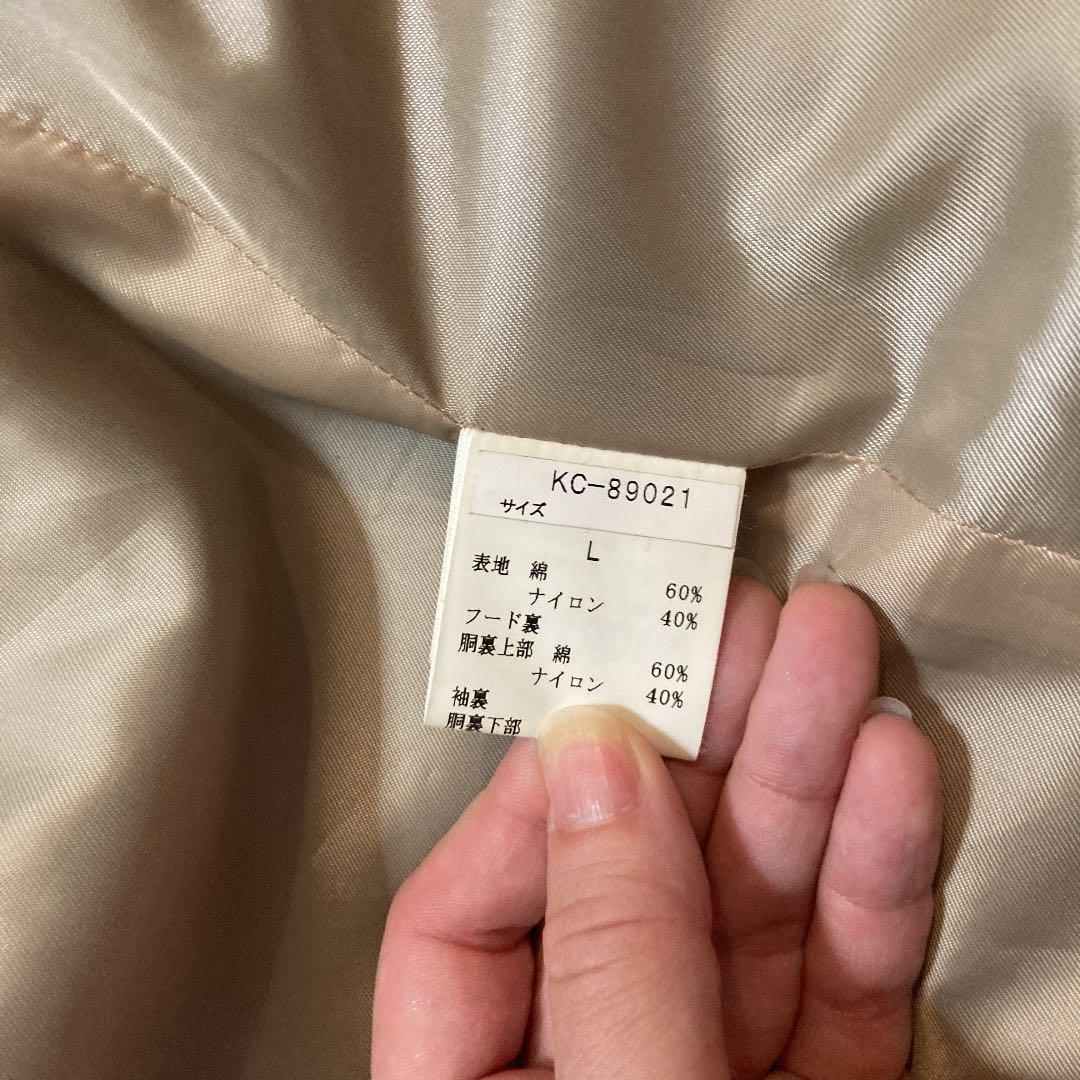 KC-89021
サイズ
L
表地 綿 60%
ナイロン 40%
フード裏
胴裏上部 綿 60%
ナイロン 40%
袖裏
胴裏下部